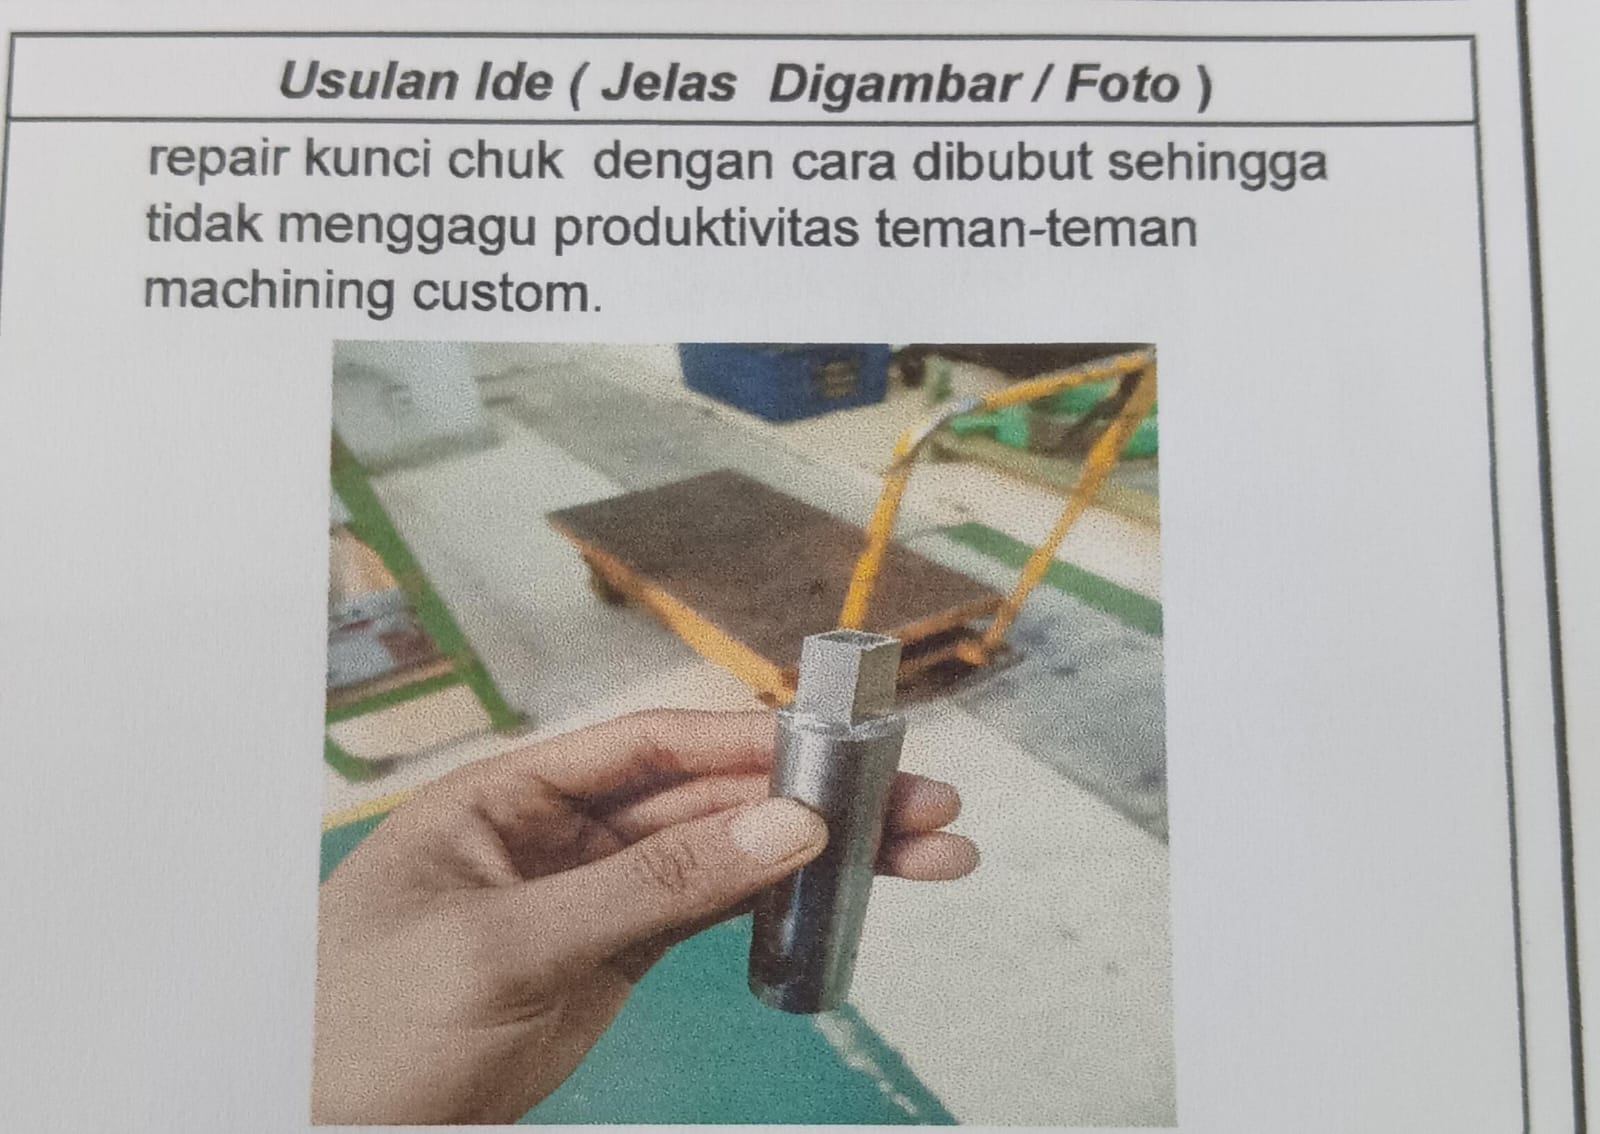 Usulan Ide ( Jelas Digambar / Foto )
repair kunci chuk dengan cara dibubut sehingga
tidak menggagu produktivitas teman-teman
machining custom.